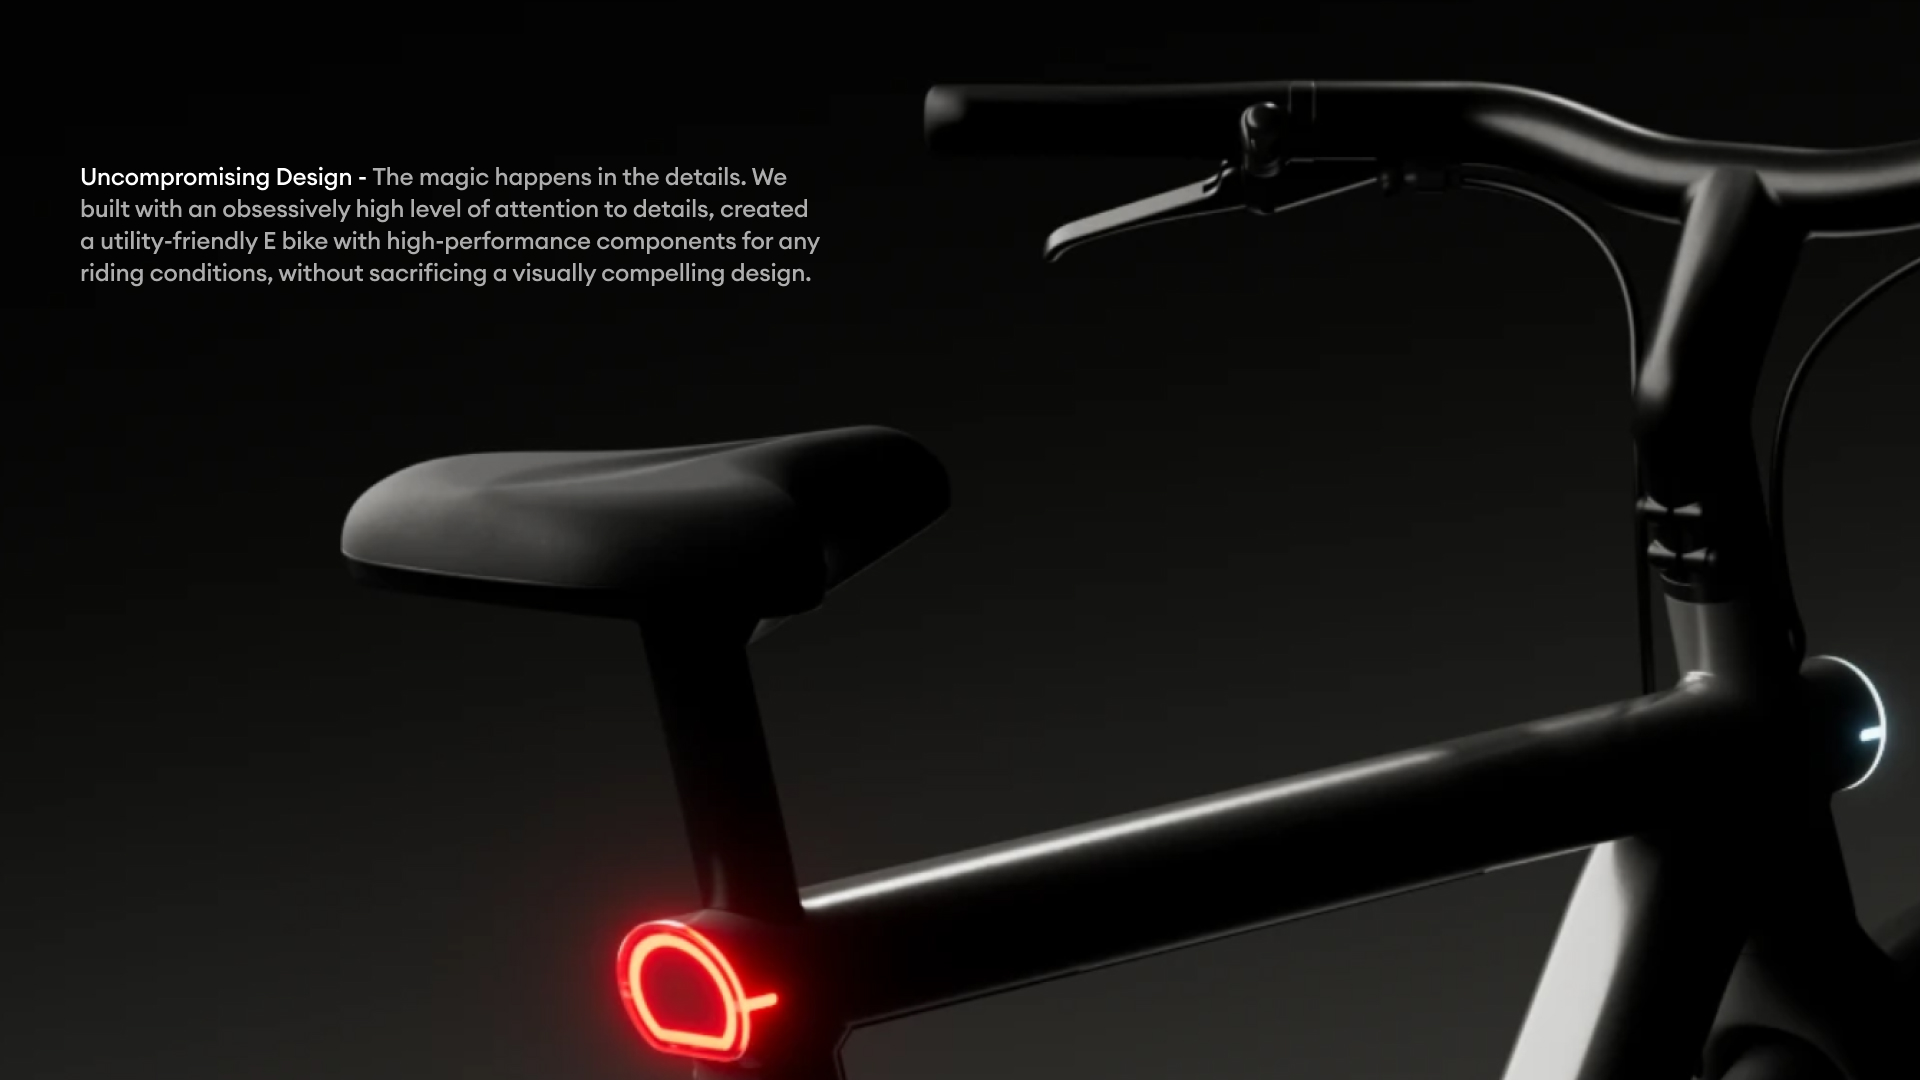 Uncompromising Design - The magic happens in the details. We
built with an obsessively high level of attention to details, created
a utility-friendly E bike with high-performance components for any
riding conditions, without sacrificing a visually compelling design.